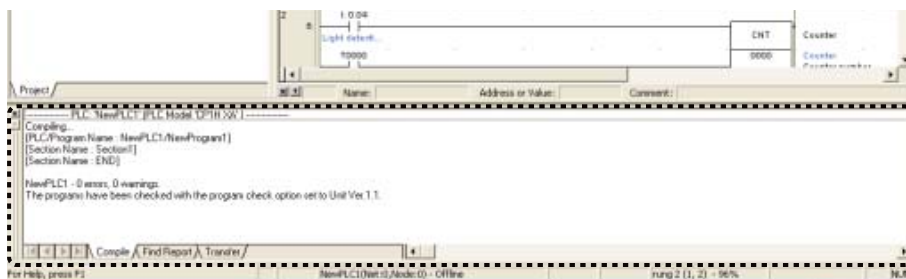 2
8
I: 0.04
Light detecti...
T0000
CNT
Counter
0000
Counter
Project
Name:
Address or Value:
Comment:
[PLC/Program Name : NewPLC1/NewProgram1]
---------- PLC: 'NewPLC1' (PLC Model 'CP1H XA') ----------
Compiling...
[Section Name : Section1]
[Section Name : END]
NewPLC1 - 0 errors, 0 warnings.
The programs have been checked with the program check option set to Unit Ver.1.1.
Compile
Find Report
Transfer
For Help, press F1
NewPLC1(Net:0,Node:0) - Offline
rung 2 (1, 2) - 96%